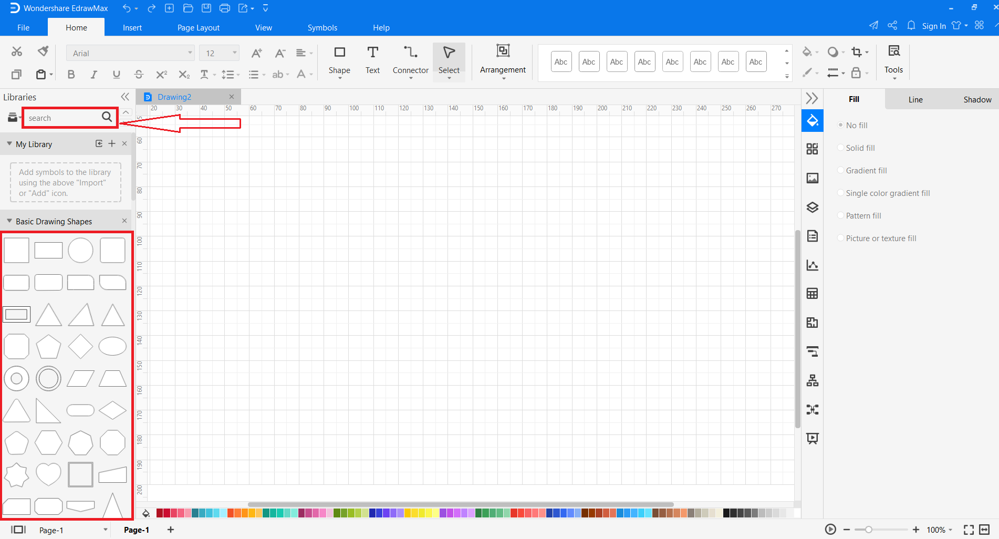 Wondershare EdrawMax
File Home Insert Page Layout View Symbols Help Sign In
Arial 12 Shape Text Connector Select Arrangement Abc Abc Abc Abc Abc Abc Abc Abc Tools
Libraries
Drawing2
search
20 30 40 50 60 70 80 90 100 110 120 130 140 150 160 170 180 190 200 210 220 230 240 250 260 270
My Library
Add symbols to the library
using the above "Import"
or "Add" icon.
Basic Drawing Shapes
60
70
80
90
100
110
120
130
140
150
160
170
180
190
200
Fill Line Shadow
No fill
Solid fill
Gradient fill
Single color gradient fill
Pattern fill
Picture or texture fill
Page-1 Page-1 100%